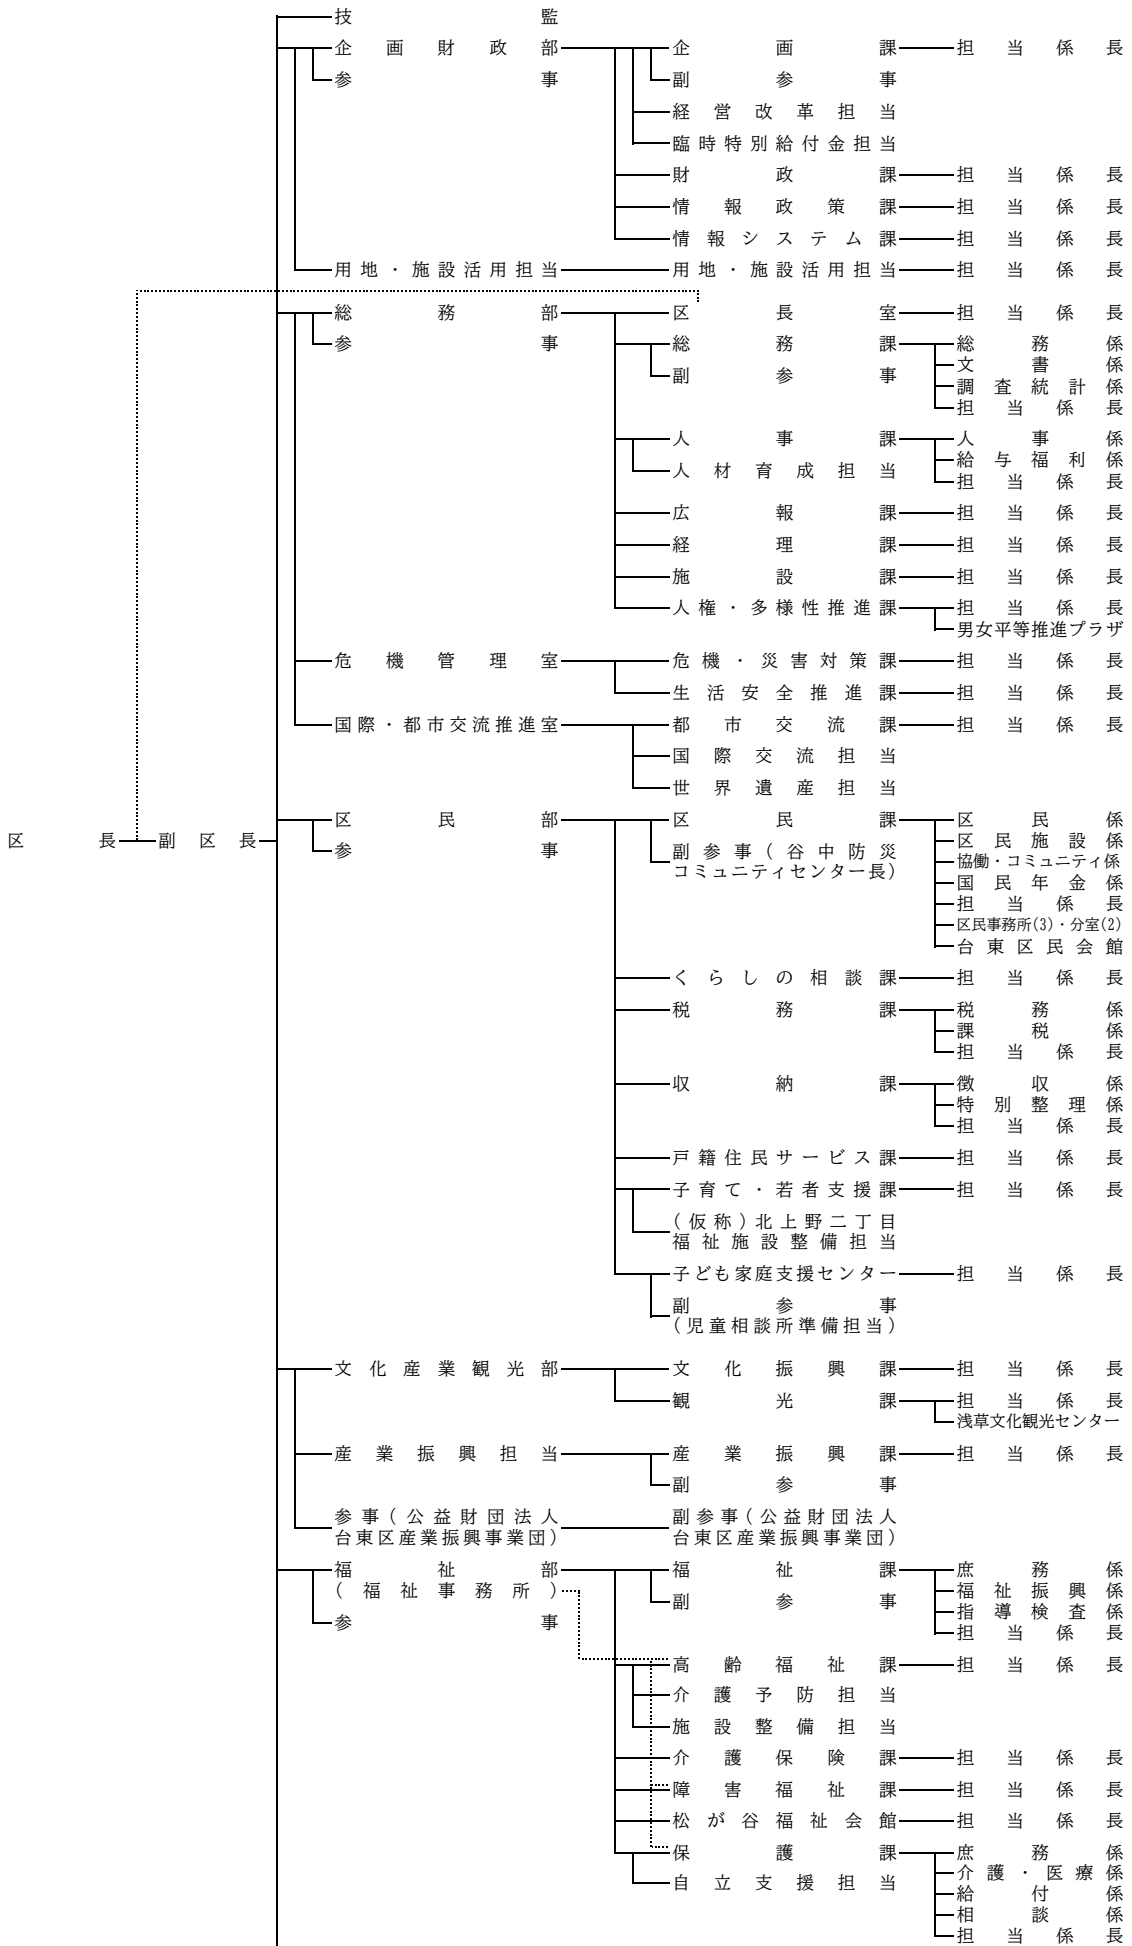 技監
企画財政部 企画課 担当係長
参事 副参事
経営改革担当
臨時特別給付金担当
財政課 担当係長
情報政策課 担当係長
情報システム課 担当係長
用地・施設活用担当 用地・施設活用担当 担当係長
総務部 区長室 担当係長
参事 総務課 総務係
文書係
副参事 調査統計係
担当係長
人事課 人事係
給与福利係
人材育成担当 担当係長
広報課 担当係長
経理課 担当係長
施設課 担当係長
人権・多様性推進課 担当係長
男女平等推進プラザ
危機管理室 危機・災害対策課 担当係長
生活安全推進課 担当係長
国際・都市交流推進室 都市交流課 担当係長
国際交流担当
世界遺産担当
区民部 区民課 区民係
区長 副区長 区民施設係
参事 副参事(谷中防災 協働・コミュニティ係
コミュニティセンター長) 国民年金係
担当係長
区民事務所(3)・分室(2)
台東区民会館
くらしの相談課 担当係長
税務課 税務係
課税係
担当係長
収納課 徴収係
特別整理係
担当係長
戸籍住民サービス課 担当係長
子育て・若者支援課 担当係長
(仮称)北上野二丁目
福祉施設整備担当
子ども家庭支援センター 担当係長
副参事
(児童相談所準備担当)
文化産業観光部 文化振興課 担当係長
観光課 担当係長
浅草文化観光センター
産業振興担当 産業振興課 担当係長
副参事
参事(公益財団法人 副参事(公益財団法人
台東区産業振興事業団) 台東区産業振興事業団)
福祉部 福祉課 庶務係
(福祉事務所) 福祉振興係
副参事 指導検査係
参事 担当係長
高齢福祉課 担当係長
介護予防担当
施設整備担当
介護保険課 担当係長
障害福祉課 担当係長
松が谷福祉会館 担当係長
保護課 庶務係
介護・医療係
自立支援担当 給付係
相談係
担当係長